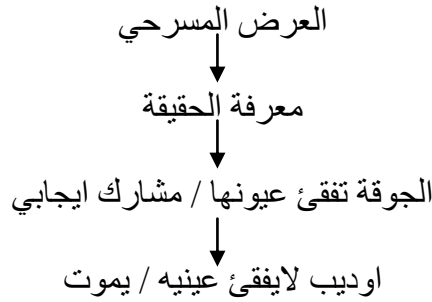 العرض المسرحي
معرفة الحقيقة
الجوقة تفقئ عيونها / مشارك ايجابي
اوديب لايفقئ عينيه / يموت